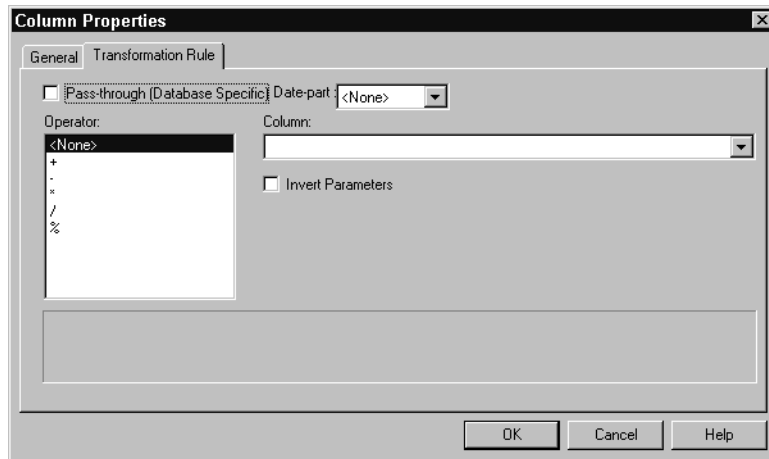 Column Properties
General Transformation Rule
Pass-through (Database Specific) Date-part : <None>
Operator: Column:
<None>
+
-
*
/
%
Invert Parameters
OK Cancel Help